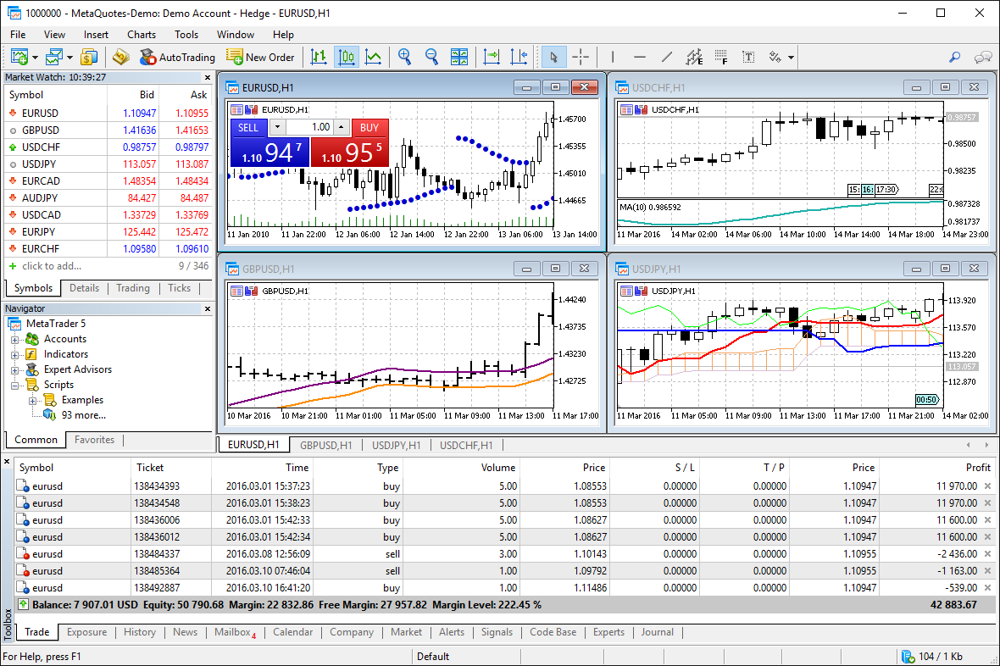 1000000 - MetaQuotes-Demo: Demo Account - Hedge - EURUSD,H1
File View Insert Charts Tools Window Help
AutoTrading New Order
Market Watch: 10:39:27
Symbol Bid Ask
EURUSD 1.10947 1.10955
GBPUSD 1.41636 1.41653
USDCHF 0.98757 0.98797
USDJPY 113.057 113.087
EURCAD 1.48354 1.48434
AUDJPY 84.427 84.487
USDCAD 1.33729 1.33769
EURJPY 125.442 125.472
EURCHF 1.09580 1.09610
click to add... 9 / 346
Symbols Details Trading Ticks
Navigator
MetaTrader 5
Accounts
Indicators
Expert Advisors
Scripts
Examples
93 more...
Common Favorites
EURUSD,H1
EURUSD,H1
SELL 1.00 BUY
1.10 94 7 1.10 95 5
1.45700
1.45355
1.45010
1.44665
11 Jan 2010 11 Jan 22:00 12 Jan 06:00 12 Jan 14:00 12 Jan 22:00 13 Jan 06:00 13 Jan 14:00
USDCHF,H1
USDCHF,H1
0.98757
0.98500
0.98235
15: 16: 17:30 22:0
MA(10) 0.986592
0.987328
0.981737
11 Mar 2016 14 Mar 02:00 14 Mar 06:00 14 Mar 10:00 14 Mar 14:00 14 Mar 18:00 14 Mar 23:00
GBPUSD,H1
GBPUSD,H1
1.44240
1.43735
1.43230
1.42725
10 Mar 2016 10 Mar 21:00 11 Mar 01:00 11 Mar 05:00 11 Mar 09:00 11 Mar 13:00 11 Mar 17:00
USDJPY,H1
USDJPY,H1
113.920
113.570
113.220
113.057
112.870
00:50
11 Mar 2016 11 Mar 05:00 11 Mar 09:00 11 Mar 13:00 11 Mar 17:00 11 Mar 21:00 14 Mar 02:00
EURUSD,H1 GBPUSD,H1 USDJPY,H1 USDCHF,H1
Symbol Ticket Time Type Volume Price S / L T / P Price Profit
eurusd 138434393 2016.03.01 15:37:23 buy 5.00 1.08553 0.00000 0.00000 1.10947 11 970.00
eurusd 138434548 2016.03.01 15:38:23 buy 5.00 1.08553 0.00000 0.00000 1.10947 11 970.00
eurusd 138436006 2016.03.01 15:42:33 buy 5.00 1.08627 0.00000 0.00000 1.10947 11 600.00
eurusd 138436012 2016.03.01 15:42:34 buy 5.00 1.08627 0.00000 0.00000 1.10947 11 600.00
eurusd 138484337 2016.03.08 12:56:09 sell 3.00 1.10143 0.00000 0.00000 1.10955 -2 436.00
eurusd 138485364 2016.03.10 07:46:04 sell 1.00 1.09792 0.00000 0.00000 1.10955 -1 163.00
eurusd 138492887 2016.03.10 16:41:20 buy 1.00 1.11486 0.00000 0.00000 1.10947 -539.00
Balance: 7 907.01 USD Equity: 50 790.68 Margin: 22 832.86 Free Margin: 27 957.82 Margin Level: 222.45 % 42 883.67
Toolbox
Trade Exposure History News Mailbox 4 Calendar Company Market Alerts Signals Code Base Experts Journal
For Help, press F1 Default 104 / 1 Kb